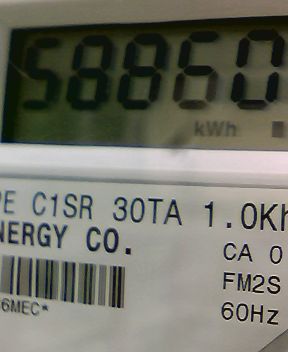 58860
kWh
PE C1SR 30TA 1.0Kh
NERGY CO.
CA 0
FM2S
6MEC*
60Hz